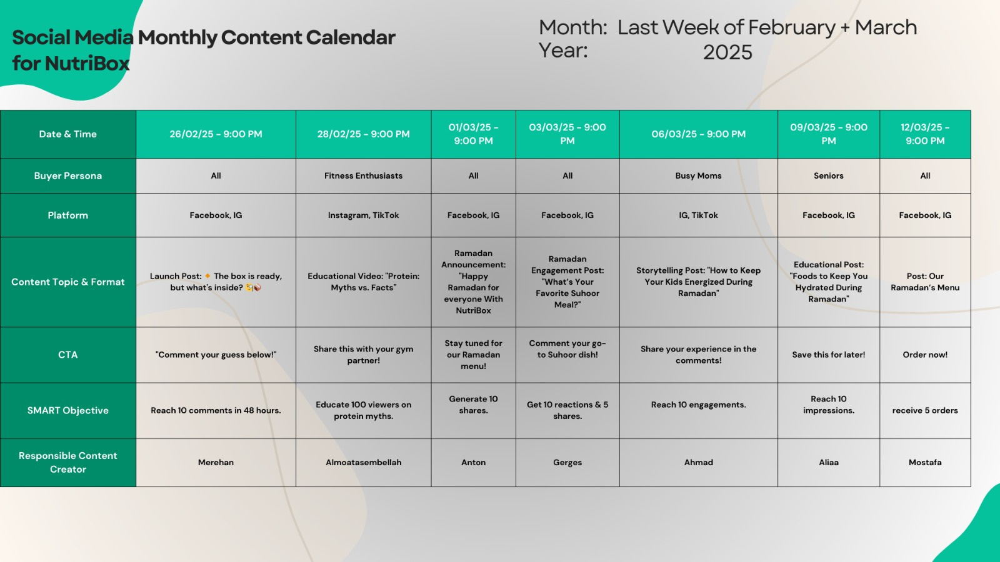 Social Media Monthly Content Calendar
for NutriBox
Month: Last Week of February + March
Year: 2025
Date & Time
26/02/25 - 9:00 PM
28/02/25 - 9:00 PM
01/03/25 -
9:00 PM
03/03/25 - 9:00
PM
06/03/25 - 9:00 PM
09/03/25 - 9:00
PM
12/03/25 -
9:00 PM
Buyer Persona
All
Fitness Enthusiasts
All
All
Busy Moms
Seniors
All
Platform
Facebook, IG
Instagram, TikTok
Facebook, IG
Facebook, IG
IG, TikTok
Facebook, IG
Facebook, IG
Content Topic & Format
Launch Post: 🔸 The box is ready,
but what's inside? 🧐📦
Educational Video: "Protein:
Myths vs. Facts"
Ramadan
Announcement:
"Happy
Ramadan for
everyone With
NutriBox
Ramadan
Engagement Post:
"What's Your
Favorite Suhoor
Meal?"
Storytelling Post: "How to Keep
Your Kids Energized During
Ramadan"
Educational Post:
"Foods to Keep You
Hydrated During
Ramadan"
Post: Our
Ramadan's Menu
CTA
"Comment your guess below!"
Share this with your gym
partner!
Stay tuned for
our Ramadan
menu!
Comment your go-
to Suhoor dish!
Share your experience in the
comments!
Save this for later!
Order now!
SMART Objective
Reach 10 comments in 48 hours.
Educate 100 viewers on
protein myths.
Generate 10
shares.
Get 10 reactions & 5
shares.
Reach 10 engagements.
Reach 10
impressions.
receive 5 orders
Responsible Content
Creator
Merehan
Almoatasembellah
Anton
Gerges
Ahmad
Aliaa
Mostafa